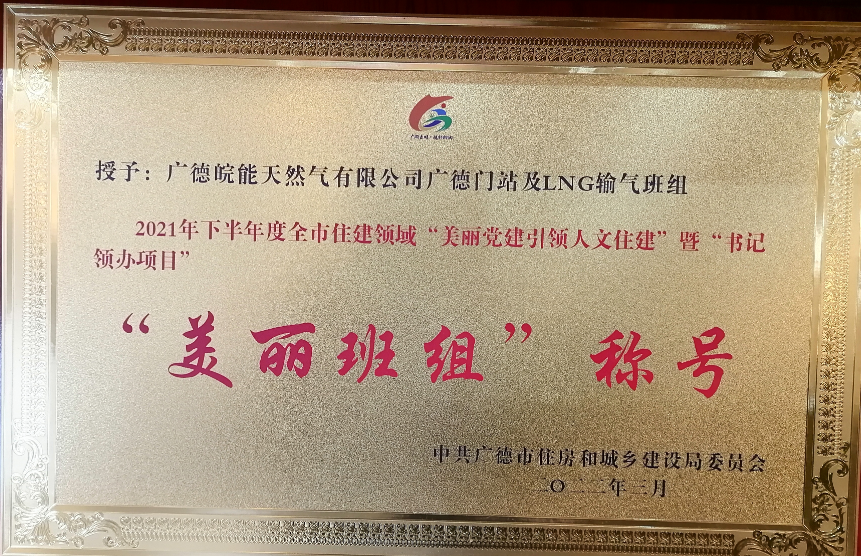 授予：广德皖能天然气有限公司广德门站及LNG输气班组
2021年下半年度全市住建领域“美丽党建引领人文住建”暨“书记
领办项目”
“美丽班组”称号
中共广德市住房和城乡建设局委员会
二〇二二年三月